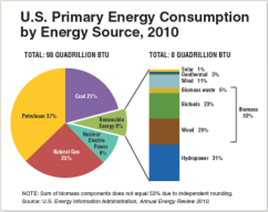 U.S. Primary Energy Consumption
by Energy Source, 2010
TOTAL: 98 QUADRILLION BTU
TOTAL: 8 QUADRILLION BTU
Petroleum 37%
Coal 21%
Renewable
Energy 8%
Nuclear
Electric
Power
9%
Natural Gas
25%
Solar 1%
Geothermal 3%
Wind 11%
Biomass waste 6%
Biofuels 23%
Wood 25%
Hydropower 31%
Biomass
53%
NOTE: Sum of biomass components does not equal 53% due to independent rounding.
Source: U.S. Energy Information Administration, Annual Energy Review 2010